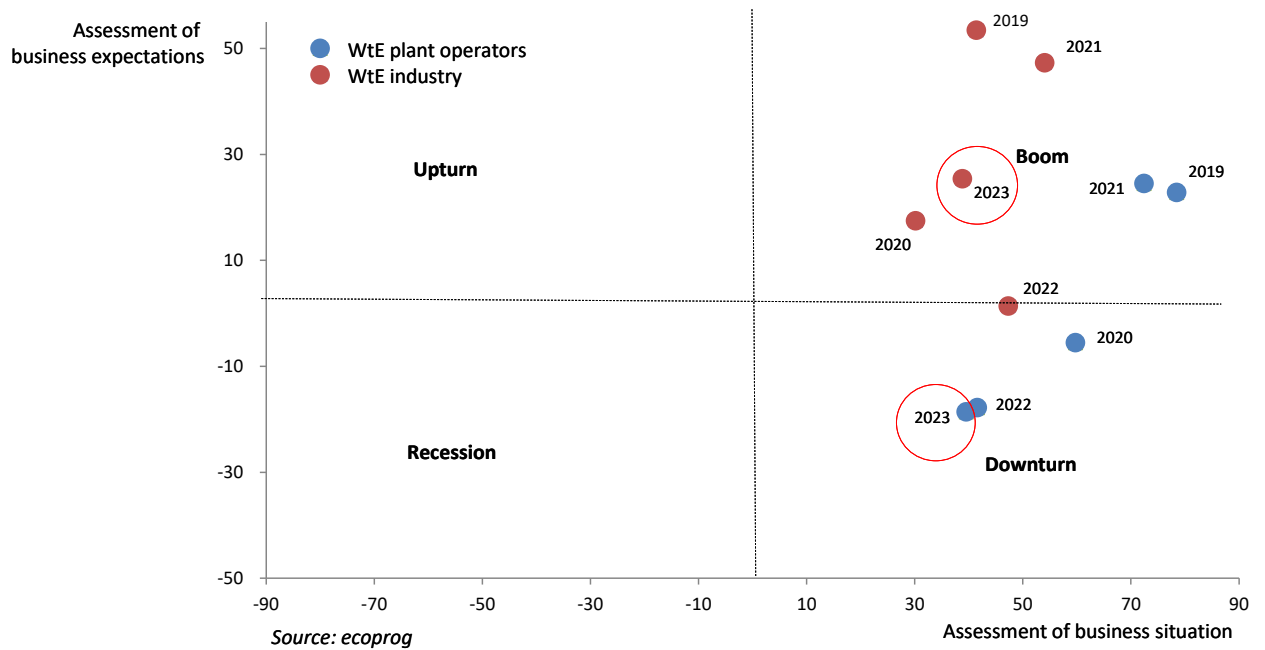 Assessment of
business expectations
50
30
10
-10
-30
-50
WtE plant operators
WtE industry
2019
2021
Upturn
Boom
2023
2021
2019
2020
2022
2020
2023
2022
Recession
Downturn
-90
-70
-50
-30
-10
10
30
50
70
90
Source: ecoprog
Assessment of business situation